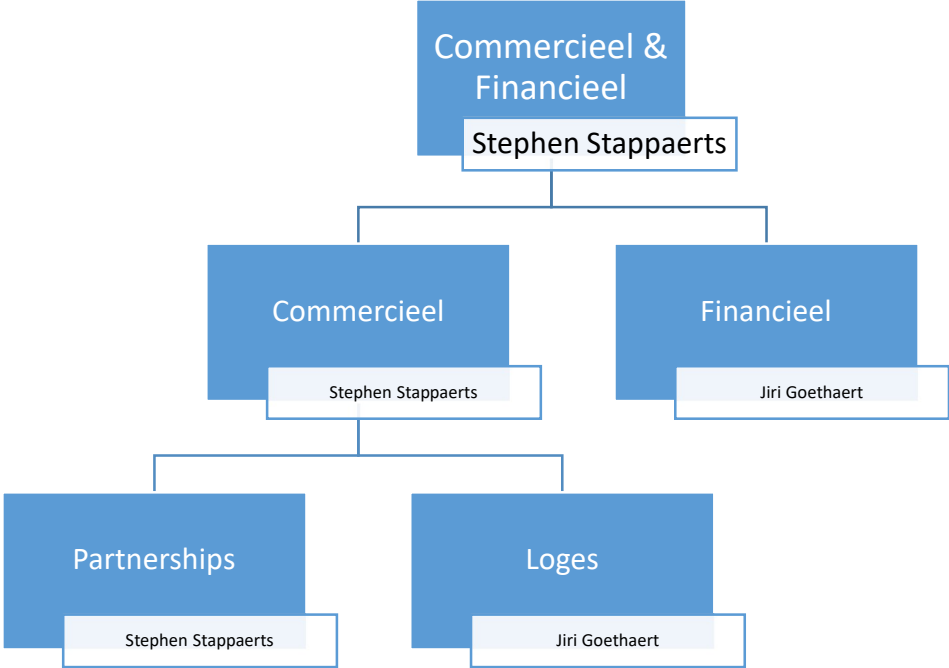 Commercieel &
Financieel
Stephen Stappaerts
Commercieel
Stephen Stappaerts
Financieel
Jiri Goethaert
Partnerships
Stephen Stappaerts
Loges
Jiri Goethaert